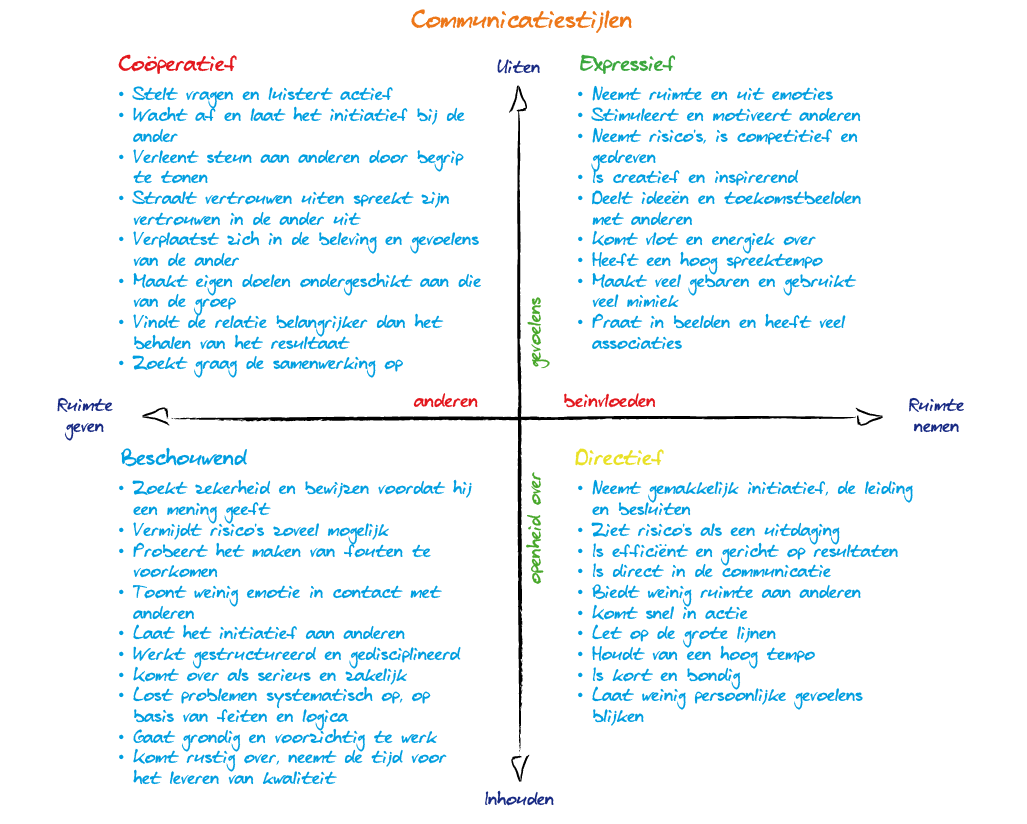 Communicatiestijlen
Coöperatief
• Stelt vragen en luistert actief
• Wacht af en laat het initiatief bij de
ander
• Verleent steun aan anderen door begrip
te tonen
• Straalt vertrouwen uiten spreekt zijn
vertrouwen in de ander uit
• Verplaatst zich in de beleving en gevoelens
van de ander
• Maakt eigen doelen ondergeschikt aan die
van de groep
• Vindt de relatie belangrijker dan het
behalen van het resultaat
• Zoekt graag de samenwerking op
Uiten
Expressief
• Neemt ruimte en uit emoties
• Stimuleert en motiveert anderen
• Neemt risico's, is competitief en
gedreven
• Is creatief en inspirerend
• Deelt ideeën en toekomstbeelden
met anderen
• Komt vlot en energiek over
• Heeft een hoog spreektempo
• Maakt veel gebaren en gebruikt
veel mimiek
• Praat in beelden en heeft veel
associaties
gevoelens
Ruimte
geven
anderen
beinvloeden
Ruimte
nemen
Beschouwend
• Zoekt zekerheid en bewijzen voordat hij
een mening geeft
• Vermijdt risico's zoveel mogelijk
• Probeert het maken van fouten te
voorkomen
• Toont weinig emotie in contact met
anderen
• Laat het initiatief aan anderen
• Werkt gestructureerd en gedisciplineerd
• Komt over als serieus en zakelijk
• Lost problemen systematisch op, op
basis van feiten en logica
• Gaat grondig en voorzichtig te werk
• Komt rustig over, neemt de tijd voor
het leveren van kwaliteit
openheid over
Directief
• Neemt gemakkelijk initiatief, de leiding
en besluiten
• Ziet risico's als een uitdaging
• Is efficiënt en gericht op resultaten
• Is direct in de communicatie
• Biedt weinig ruimte aan anderen
• Komt snel in actie
• Let op de grote lijnen
• Houdt van een hoog tempo
• Is kort en bondig
• Laat weinig persoonlijke gevoelens
blijken
Inhouden